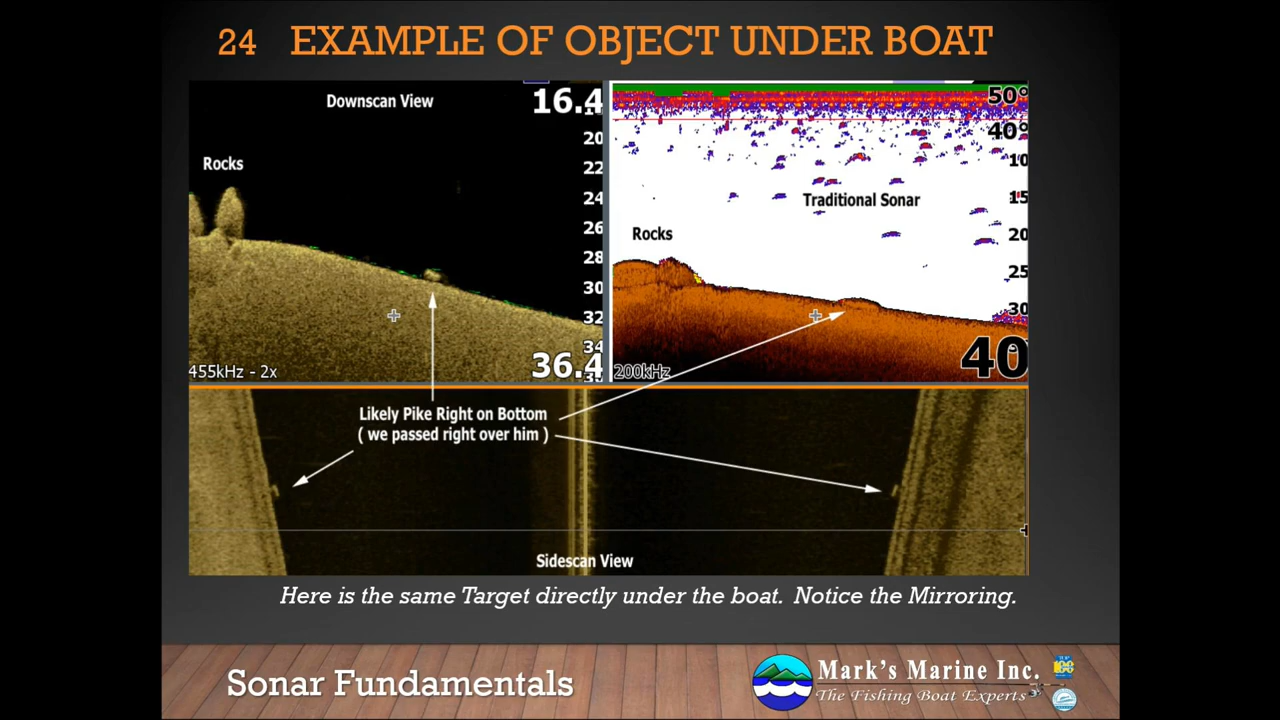 24 EXAMPLE OF OBJECT UNDER BOAT
Downscan View
16.4
Rocks
20
22
24
26
28
30
32
34
36.4
455kHz - 2x
50°
40°
10
Traditional Sonar
15
Rocks
20
25
30
40
200kHz
Likely Pike Right on Bottom
( we passed right over him )
Sidescan View
Here is the same Target directly under the boat. Notice the Mirroring.
Sonar Fundamentals
Mark's Marine Inc.
The Fishing Boat Experts